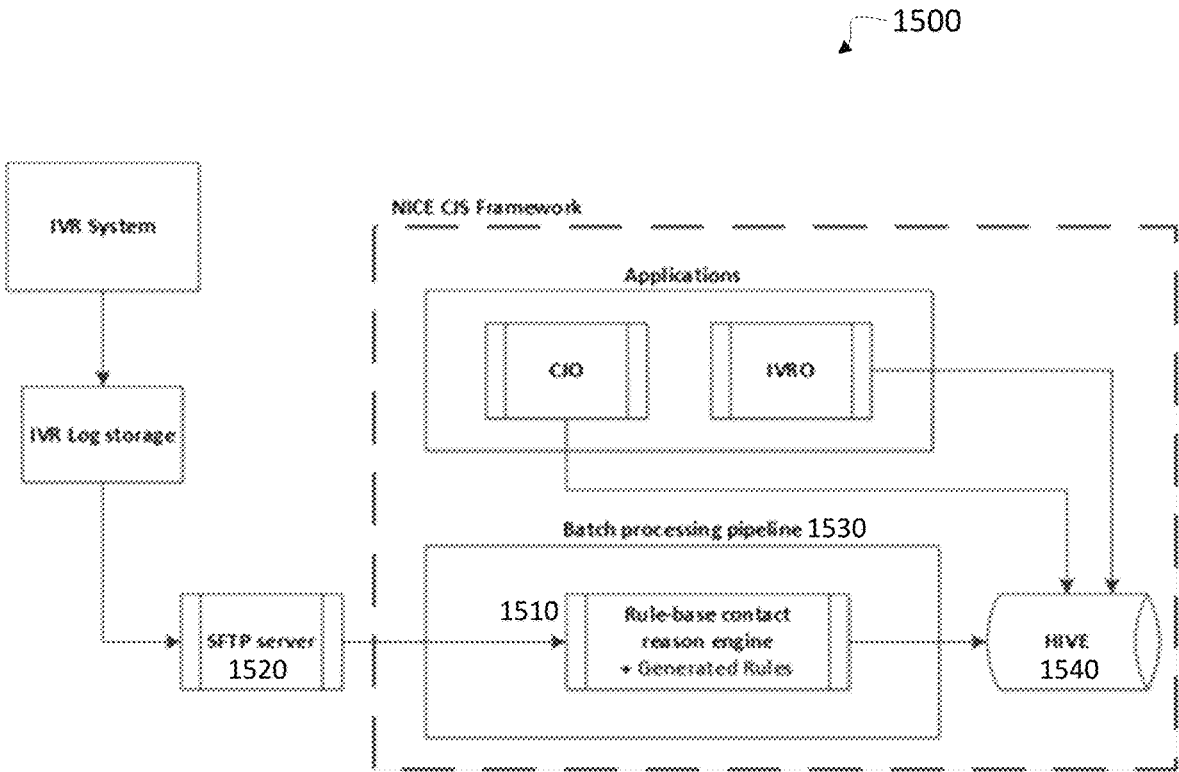 1500
IVR System
NICE CJS Framework
Applications
CJO
IVRO
IVR Log storage
Batch processing pipeline 1530
1510
Rule-base contact
reason engine
+ Generated Rules
SFTP server
1520
HIVE
1540